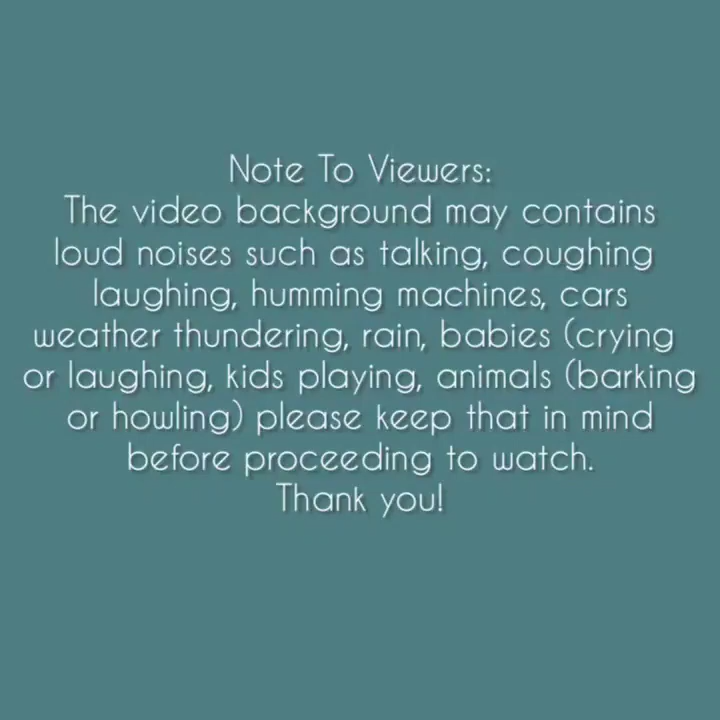 Note To Viewers:
The video background may contains
loud noises such as talking, coughing
laughing, humming machines, cars
weather thundering, rain, babies (crying
or laughing, kids playing, animals (barking
or howling) please keep that in mind
before proceeding to watch.
Thank you!